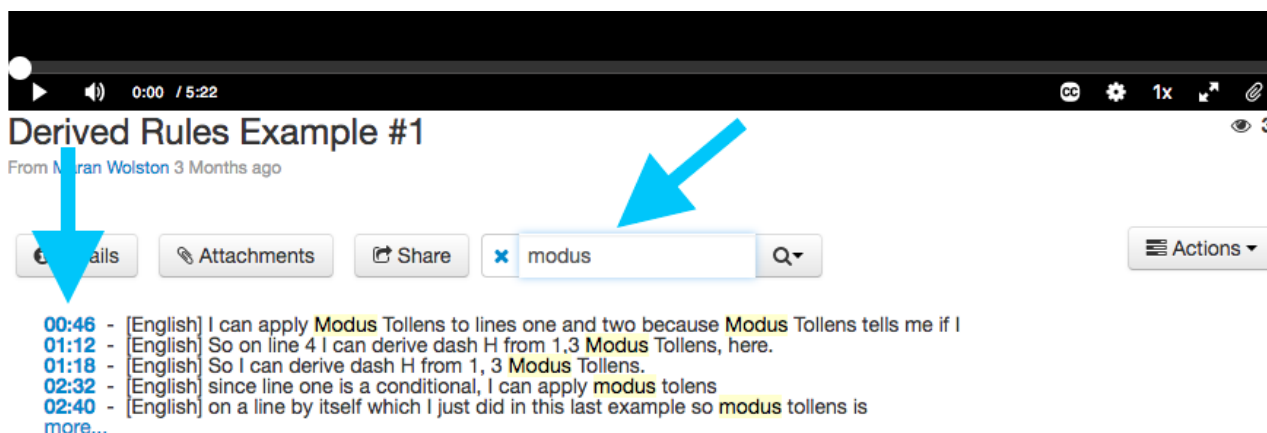 0:00 / 5:22 CC 1x
Derived Rules Example #1
3
From Maran Wolston 3 Months ago
Attachments Share modus Actions
00:46 - [English] I can apply Modus Tollens to lines one and two because Modus Tollens tells me if I
01:12 - [English] So on line 4 I can derive dash H from 1,3 Modus Tollens, here.
01:18 - [English] So I can derive dash H from 1, 3 Modus Tollens.
02:32 - [English] since line one is a conditional, I can apply modus tolens
02:40 - [English] on a line by itself which I just did in this last example so modus tollens is
more...